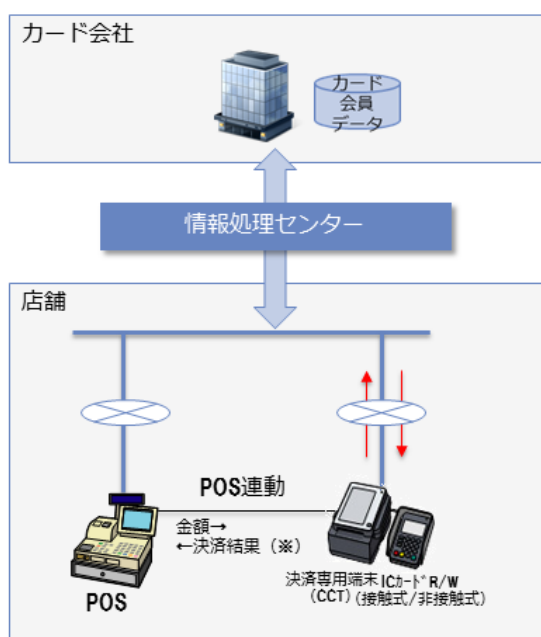 カード会社
カード
会員
データ
情報処理センター
店舗
POS連動
金額→
←決済結果（※）
POS
決済専用端末
(CCT)
ICｶｰﾄﾞR/W
(接触式/非接触式)